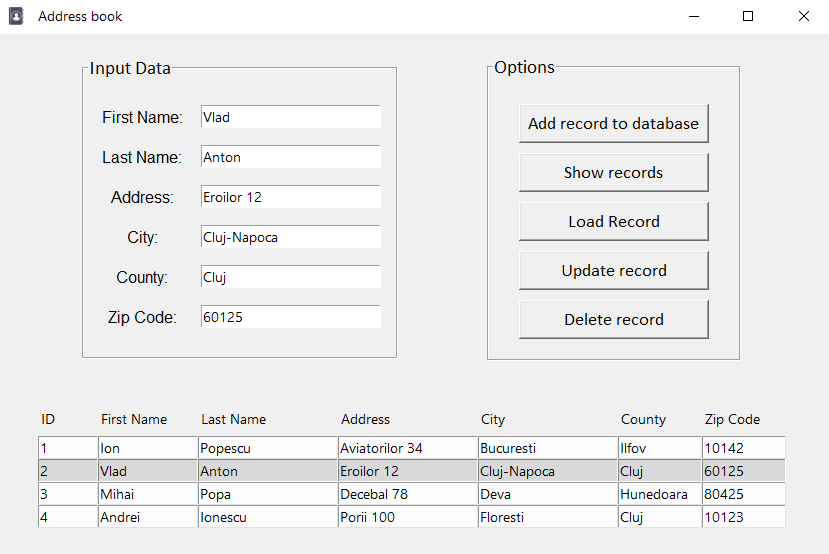 Address book
Input Data
First Name: Vlad
Last Name: Anton
Address: Eroilor 12
City: Cluj-Napoca
County: Cluj
Zip Code: 60125
Options
Add record to database
Show records
Load Record
Update record
Delete record
ID First Name Last Name Address City County Zip Code
1 Ion Popescu Aviatorilor 34 Bucuresti Ilfov 10142
2 Vlad Anton Eroilor 12 Cluj-Napoca Cluj 60125
3 Mihai Popa Decebal 78 Deva Hunedoara 80425
4 Andrei Ionescu Porii 100 Floresti Cluj 10123